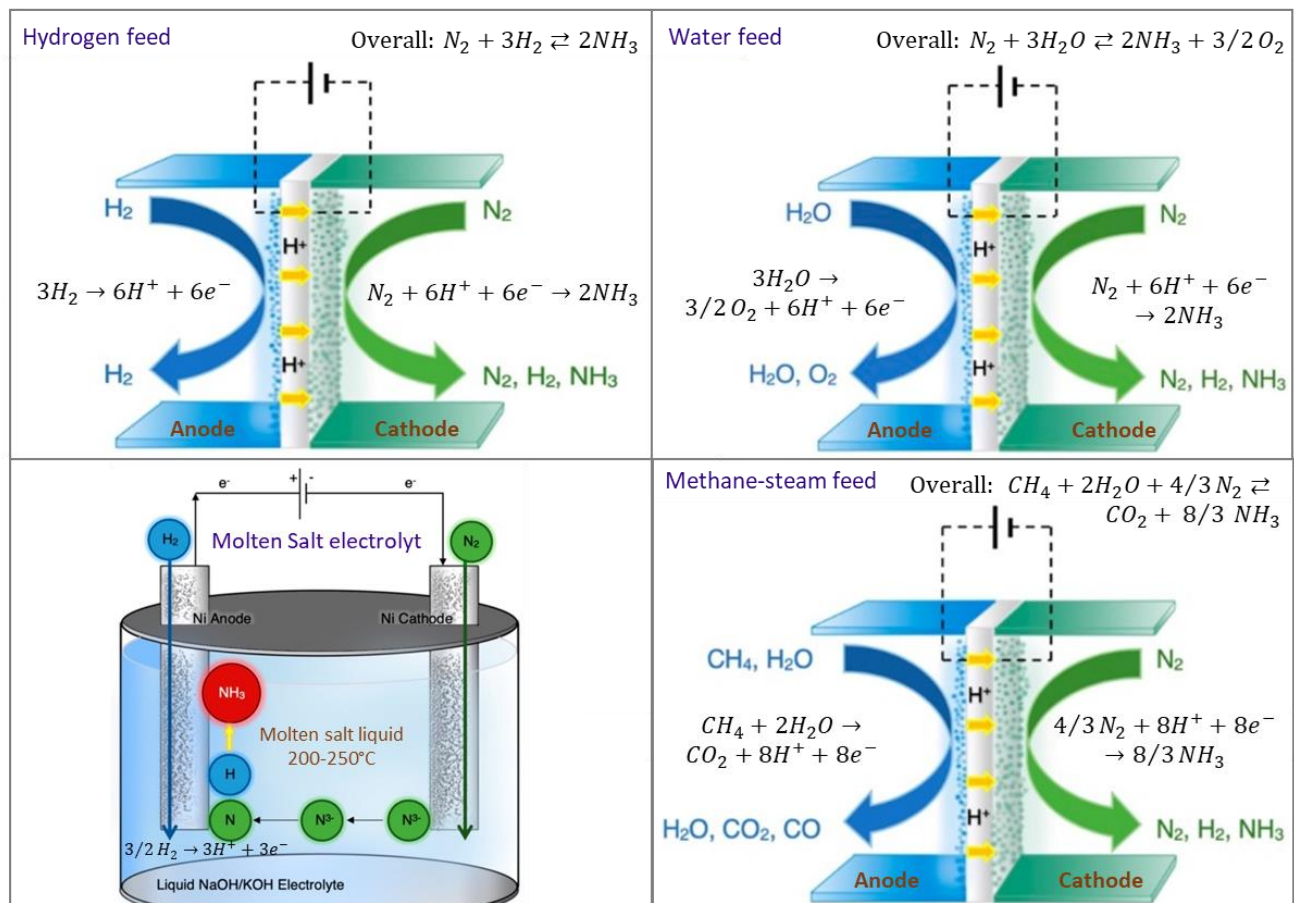 Hydrogen feed
Overall: N₂ + 3H₂ ⇄ 2NH₃
H₂
N₂
H⁺
3H₂ → 6H⁺ + 6e⁻
N₂ + 6H⁺ + 6e⁻ → 2NH₃
H⁺
H₂
N₂, H₂, NH₃
Anode
Cathode
Water feed
Overall: N₂ + 3H₂O ⇄ 2NH₃ + 3/2 O₂
H₂O
N₂
H⁺
3H₂O →
3/2 O₂ + 6H⁺ + 6e⁻
N₂ + 6H⁺ + 6e⁻
→ 2NH₃
H⁺
H₂O, O₂
N₂, H₂, NH₃
Anode
Cathode
+ -
e⁻
e⁻
H₂
Molten Salt electrolyt
N₂
Ni Anode
Ni Cathode
NH₃
Molten salt liquid
200-250°C
H
N
N³⁻
N³⁻
3/2 H₂ → 3H⁺ + 3e⁻
Liquid NaOH/KOH Electrolyte
Methane-steam feed
Overall: CH₄ + 2H₂O + 4/3 N₂ ⇄
CO₂ + 8/3 NH₃
CH₄, H₂O
N₂
H⁺
CH₄ + 2H₂O →
CO₂ + 8H⁺ + 8e⁻
4/3 N₂ + 8H⁺ + 8e⁻
→ 8/3 NH₃
H⁺
H₂O, CO₂, CO
N₂, H₂, NH₃
Anode
Cathode